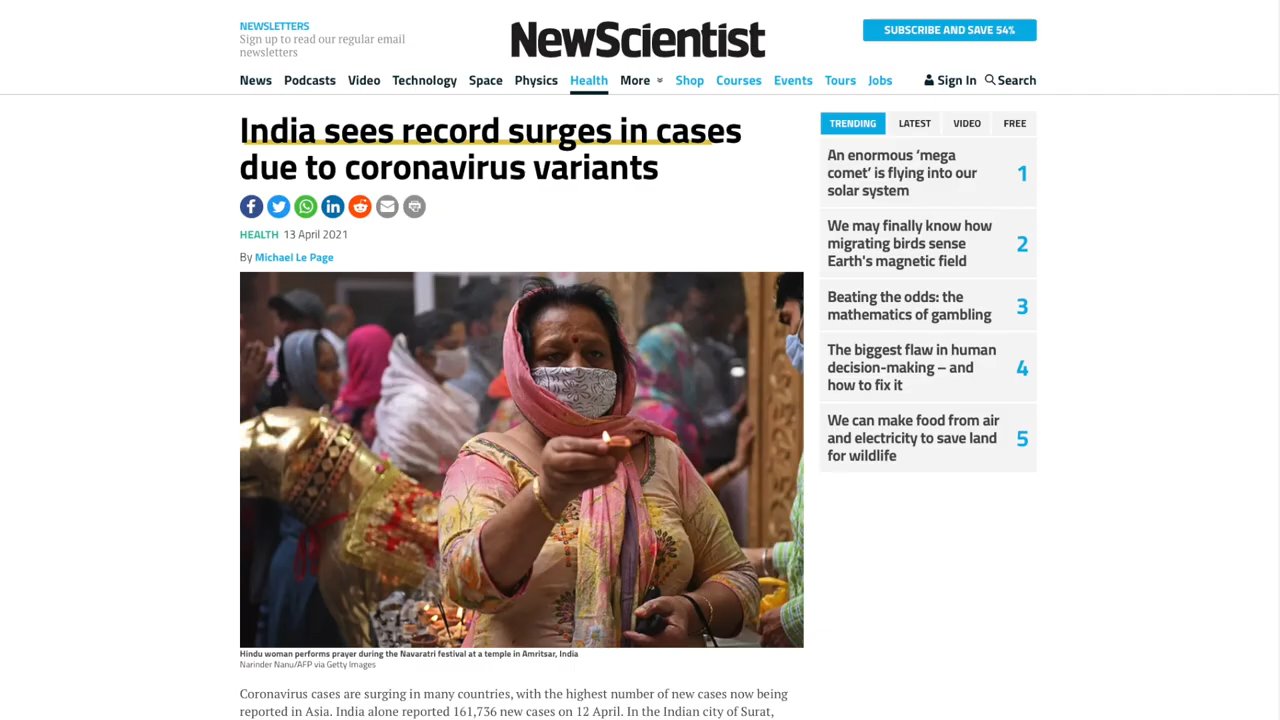 NEWSLETTERS
Sign up to read our regular email
newsletters
NewScientist
SUBSCRIBE AND SAVE 54%
News Podcasts Video Technology Space Physics Health More Shop Courses Events Tours Jobs Sign In Search
India sees record surges in cases
due to coronavirus variants
HEALTH 13 April 2021
By Michael Le Page
Hindu woman performs prayer during the Navaratri festival at a temple in Amritsar, India
Narinder Nanu/AFP via Getty Images
Coronavirus cases are surging in many countries, with the highest number of new cases now being
reported in Asia. India alone reported 161,736 new cases on 12 April. In the Indian city of Surat,
TRENDING LATEST VIDEO FREE
An enormous ‘mega
comet’ is flying into our
solar system
1
We may finally know how
migrating birds sense
Earth's magnetic field
2
Beating the odds: the
mathematics of gambling
3
The biggest flaw in human
decision-making – and
how to fix it
4
We can make food from air
and electricity to save land
for wildlife
5